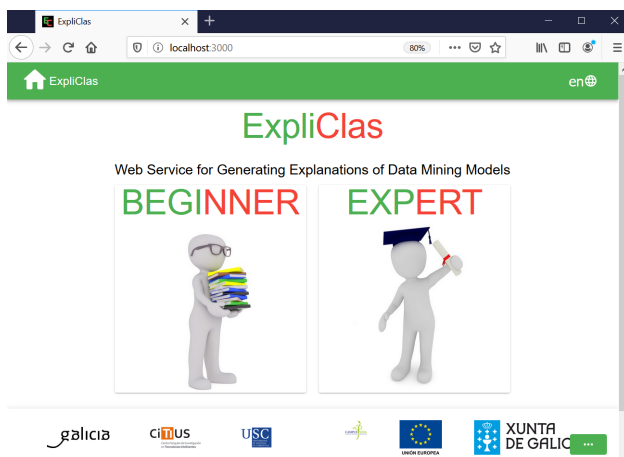 ExpliClas
localhost:3000
80%
ExpliClas
en
ExpliClas
Web Service for Generating Explanations of Data Mining Models
BEGINNER EXPERT
galicia
CiTIUS
USC
UNIÓN EUROPEA
XUNTA
DE GALIC